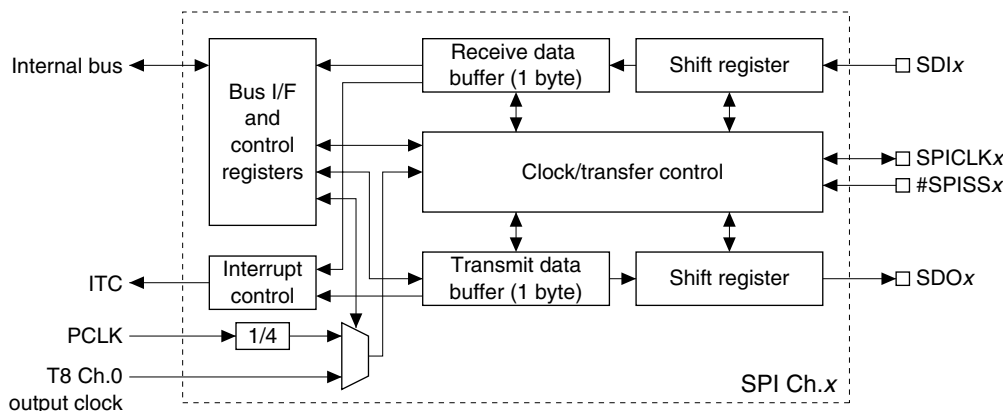 Internal bus
Bus I/F
and
control
registers
Receive data
buffer (1 byte)
Shift register
SDIx
Clock/transfer control
SPICLKx
#SPISSx
ITC
Interrupt
control
Transmit data
buffer (1 byte)
Shift register
SDOx
PCLK
1/4
T8 Ch.0
output clock
SPI Ch.x